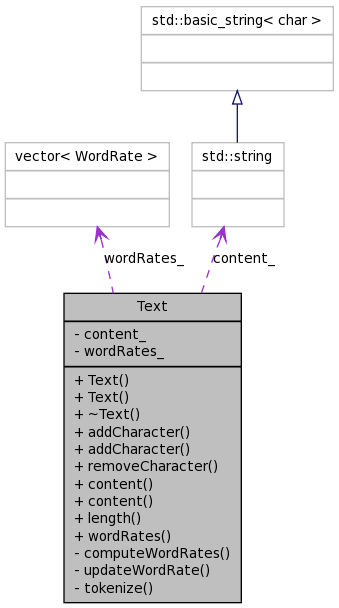 std::basic_string< char >
vector< WordRate >
std::string
wordRates_
content_
Text
- content_
- wordRates_
+ Text()
+ Text()
+ ~Text()
+ addCharacter()
+ addCharacter()
+ removeCharacter()
+ content()
+ content()
+ length()
+ wordRates()
- computeWordRates()
- updateWordRate()
- tokenize()